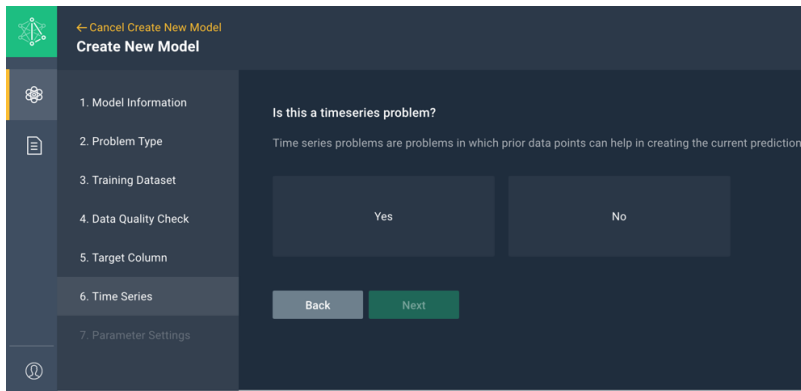 ← Cancel Create New Model
Create New Model
1. Model Information
2. Problem Type
3. Training Dataset
4. Data Quality Check
5. Target Column
6. Time Series
7. Parameter Settings
Is this a timeseries problem?
Time series problems are problems in which prior data points can help in creating the current prediction
Yes
No
Back
Next